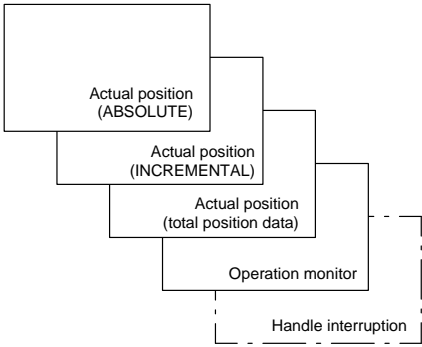 Actual position
(ABSOLUTE)
Actual position
(INCREMENTAL)
Actual position
(total position data)
Operation monitor
Handle interruption